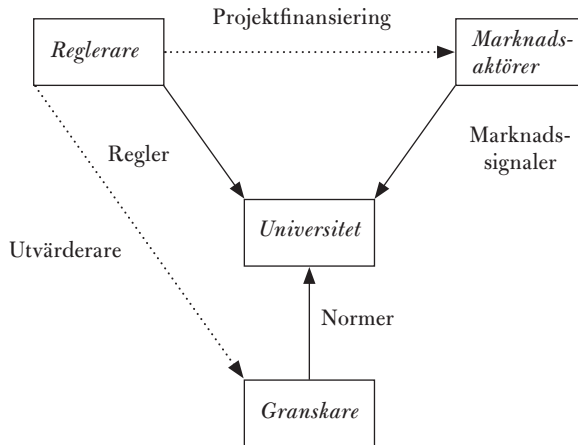 Projektfinansiering
Reglerare
Marknads-
aktörer
Regler
Marknads-
signaler
Universitet
Utvärderare
Normer
Granskare